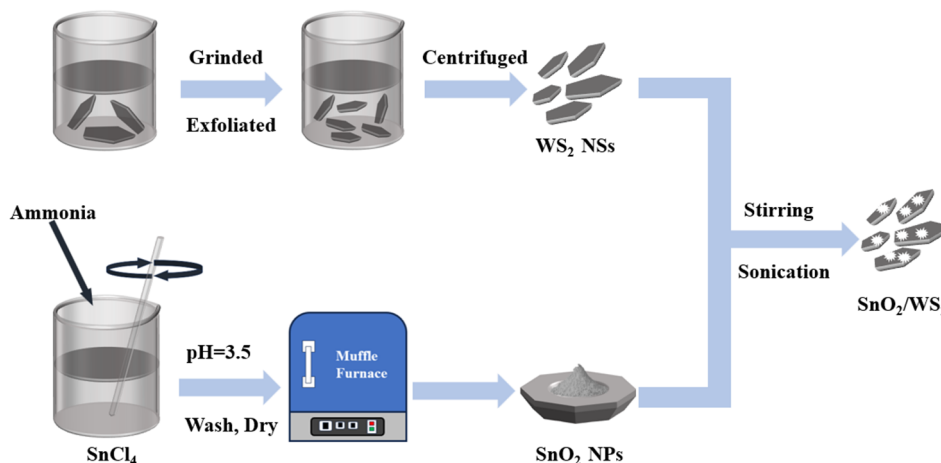 Grinded
Exfoliated
Centrifuged
WS₂ NSs
Ammonia
SnCl₄
pH=3.5
Wash, Dry
Muffle
Furnace
SnO₂ NPs
Stirring
Sonication
SnO₂/WS